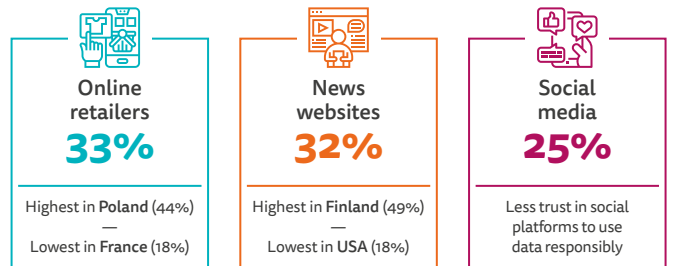 Online
retailers
33%
Highest in Poland (44%)
—
Lowest in France (18%)
News
websites
32%
Highest in Finland (49%)
—
Lowest in USA (18%)
Social
media
25%
Less trust in social
platforms to use
data responsibly